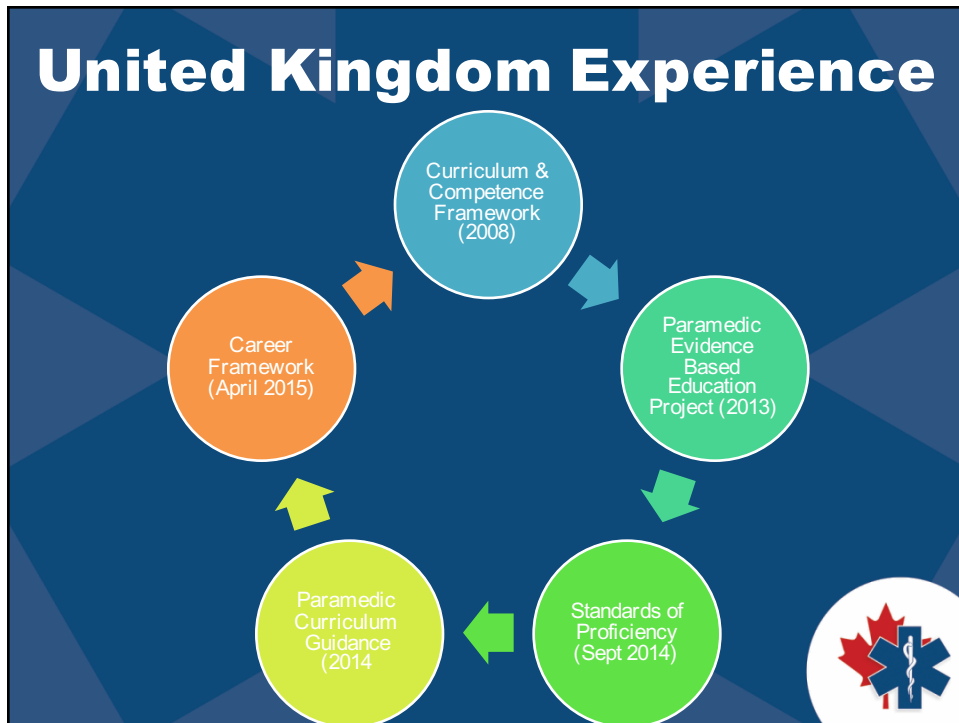 United Kingdom Experience
Curriculum &
Competence
Framework
(2008)
Paramedic
Evidence
Based
Education
Project (2013)
Standards of
Proficiency
(Sept 2014)
Paramedic
Curriculum
Guidance
(2014
Career
Framework
(April 2015)